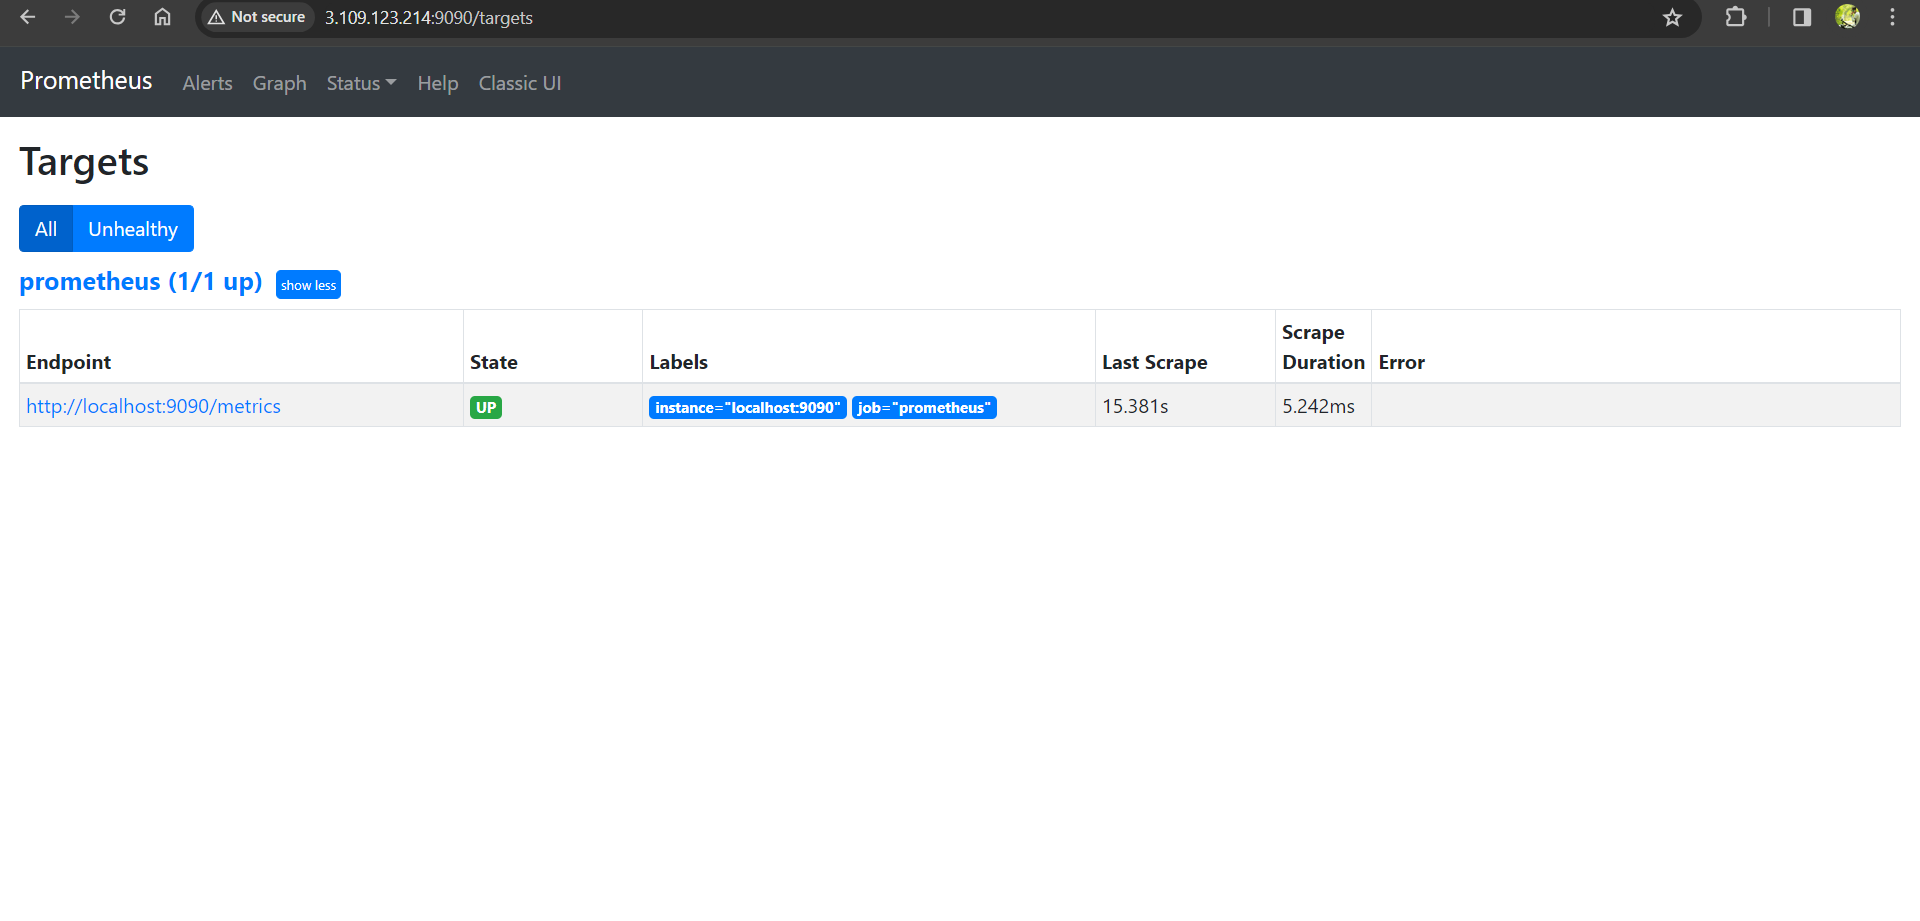 Not secure 3.109.123.214:9090/targets
Prometheus Alerts Graph Status Help Classic UI
Targets
All Unhealthy
prometheus (1/1 up) show less
Endpoint State Labels Last Scrape Scrape Duration Error
http://localhost:9090/metrics UP instance="localhost:9090" job="prometheus" 15.381s 5.242ms